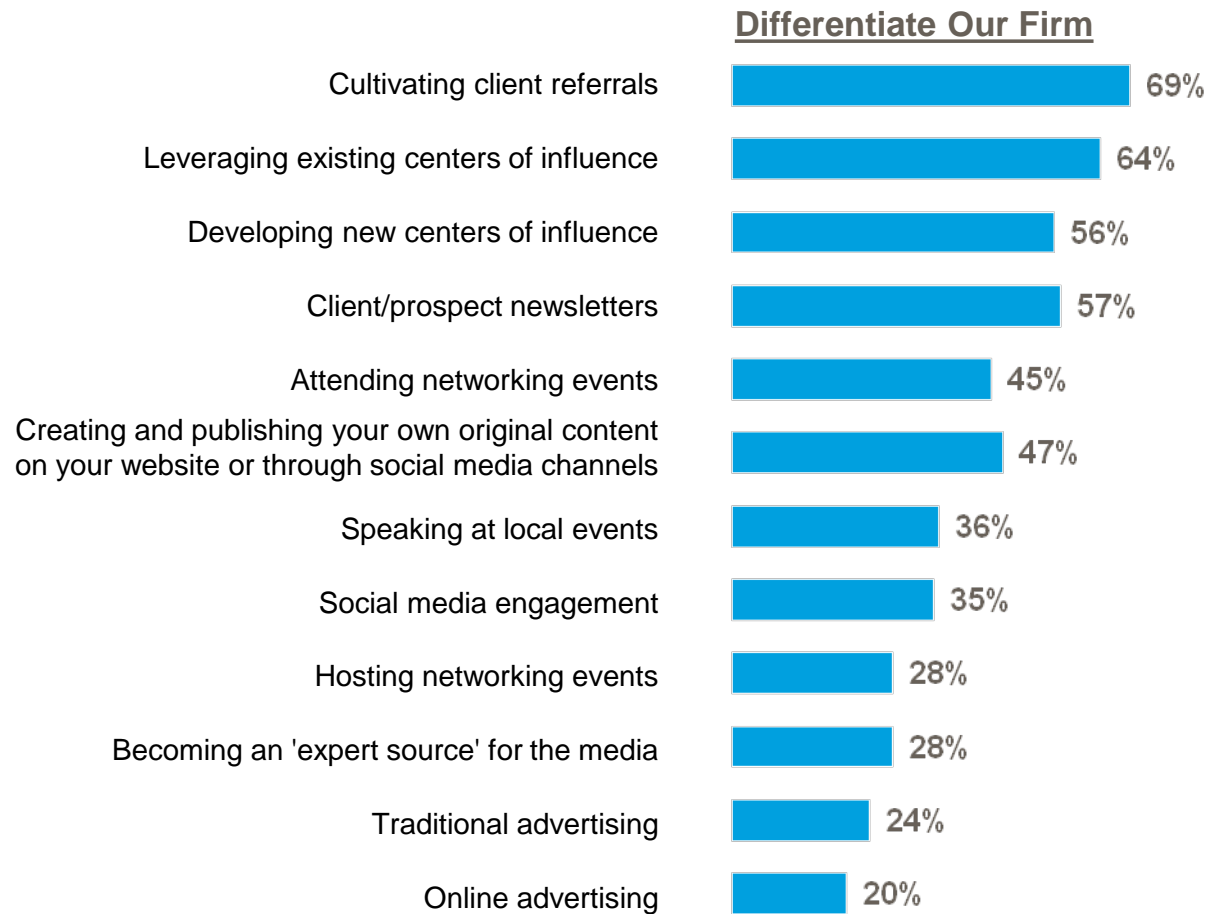 Differentiate Our Firm
Cultivating client referrals 69%
Leveraging existing centers of influence 64%
Developing new centers of influence 56%
Client/prospect newsletters 57%
Attending networking events 45%
Creating and publishing your own original content
on your website or through social media channels 47%
Speaking at local events 36%
Social media engagement 35%
Hosting networking events 28%
Becoming an 'expert source' for the media 28%
Traditional advertising 24%
Online advertising 20%